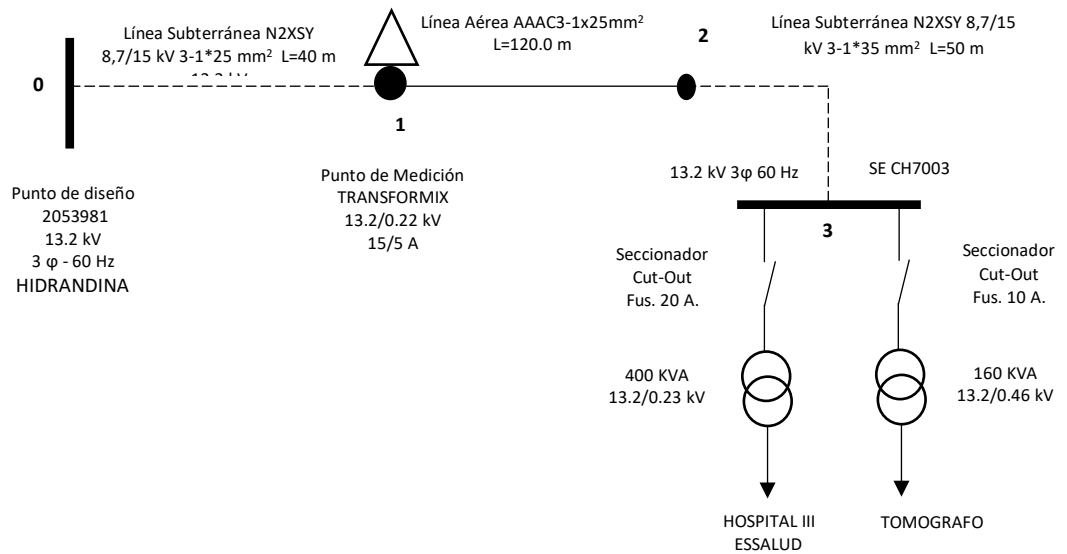 Línea Subterránea N2XSY
8,7/15 kV 3-1*25 mm² L=40 m
Línea Aérea AAAC3-1x25mm²
L=120.0 m
Línea Subterránea N2XSY 8,7/15
kV 3-1*35 mm² L=50 m
0
1
2
Punto de diseño
2053981
13.2 kV
3 φ - 60 Hz
HIDRANDINA
Punto de Medición
TRANSFORMIX
13.2/0.22 kV
15/5 A
13.2 kV 3φ 60 Hz
SE CH7003
3
Seccionador
Cut-Out
Fus. 20 A.
Seccionador
Cut-Out
Fus. 10 A.
400 KVA
13.2/0.23 kV
160 KVA
13.2/0.46 kV
HOSPITAL III
ESSALUD
TOMOGRAFO